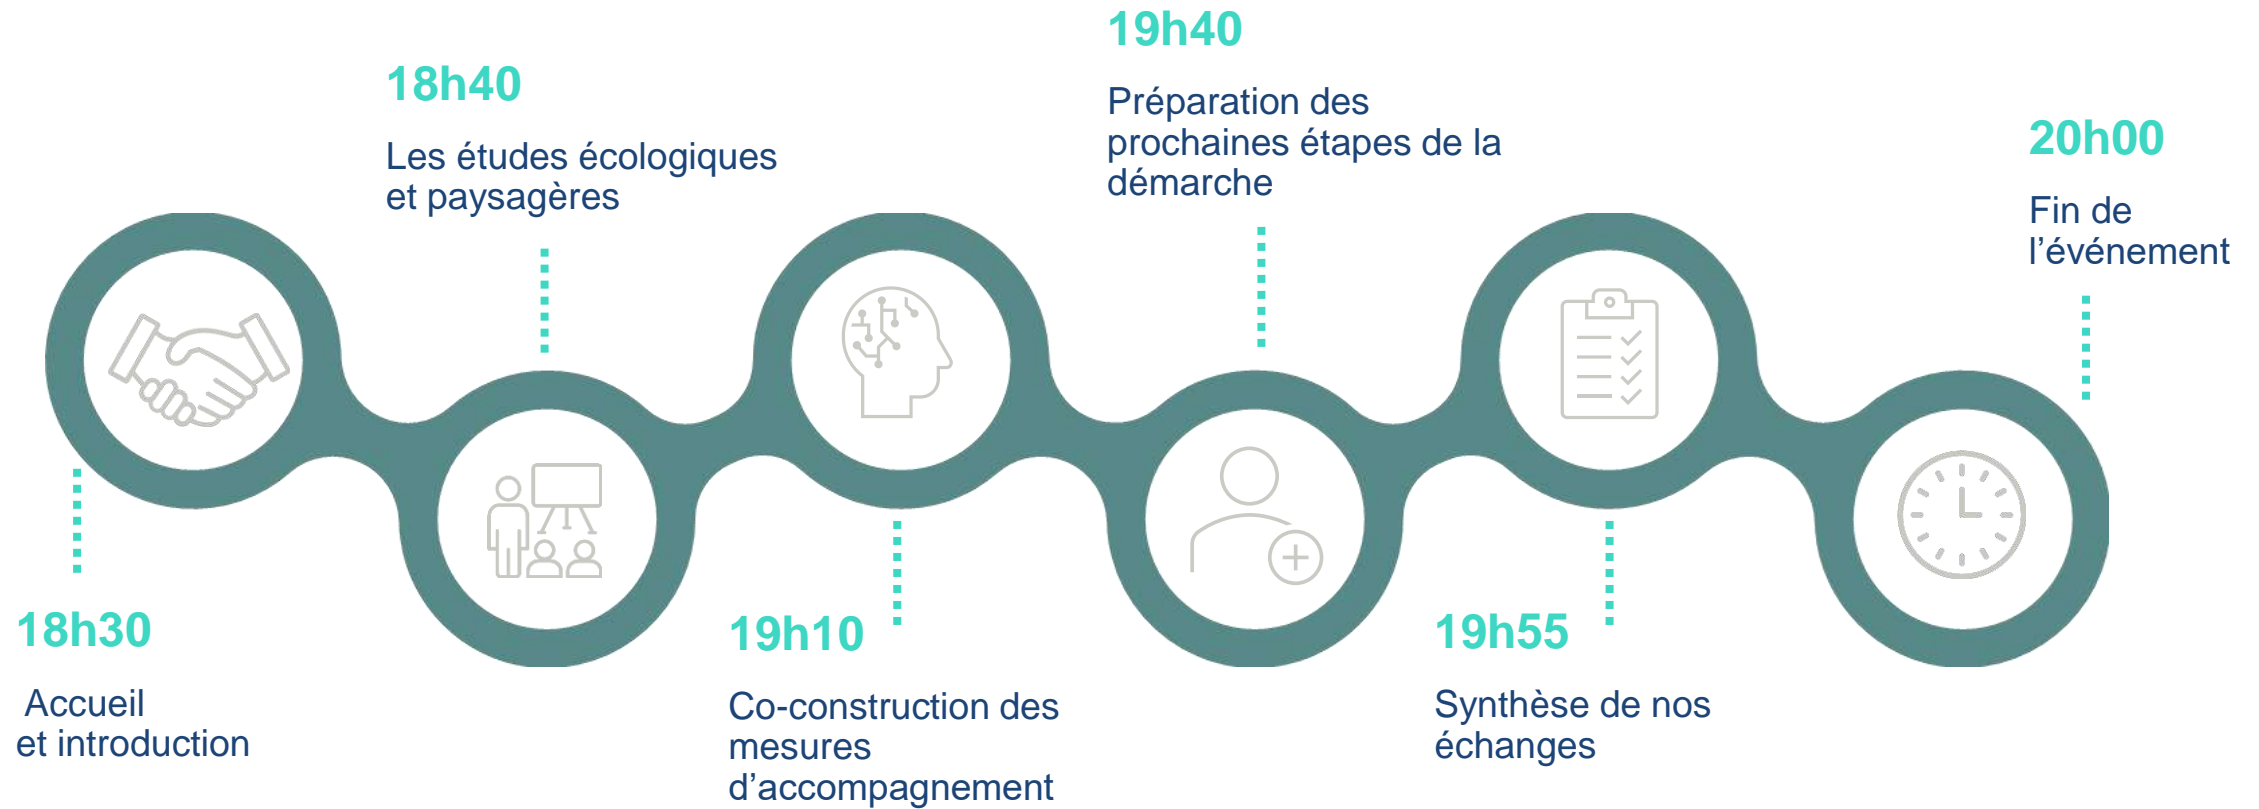 18h30
Accueil
et introduction
18h40
Les études écologiques
et paysagères
19h10
Co-construction des
mesures
d’accompagnement
19h40
Préparation des
prochaines étapes de la
démarche
19h55
Synthèse de nos
échanges
20h00
Fin de
l’événement